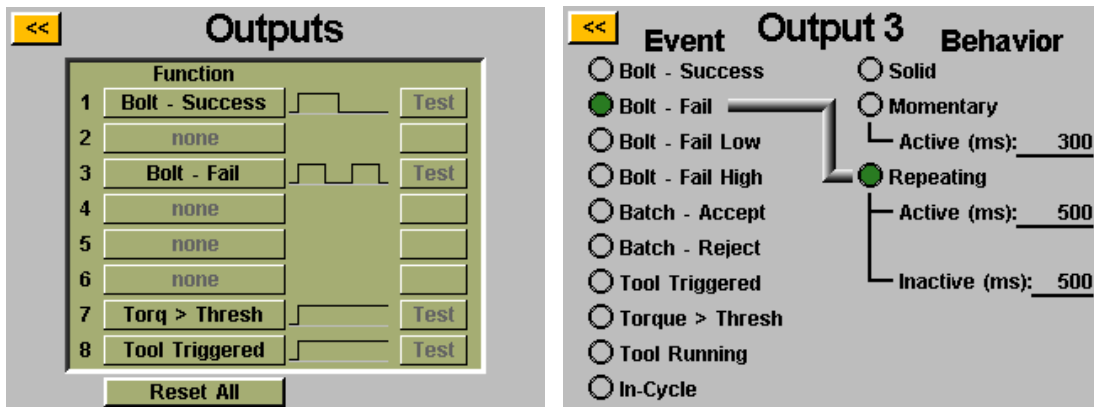 << Outputs
Function
1 Bolt - Success Test
2 none
3 Bolt - Fail Test
4 none
5 none
6 none
7 Torq > Thresh Test
8 Tool Triggered Test
Reset All
<< Event Output 3 Behavior
Bolt - Success Solid
Bolt - Fail Momentary
Bolt - Fail Low Active (ms): 300
Bolt - Fail High Repeating
Batch - Accept Active (ms): 500
Batch - Reject
Tool Triggered Inactive (ms): 500
Torque > Thresh
Tool Running
In-Cycle